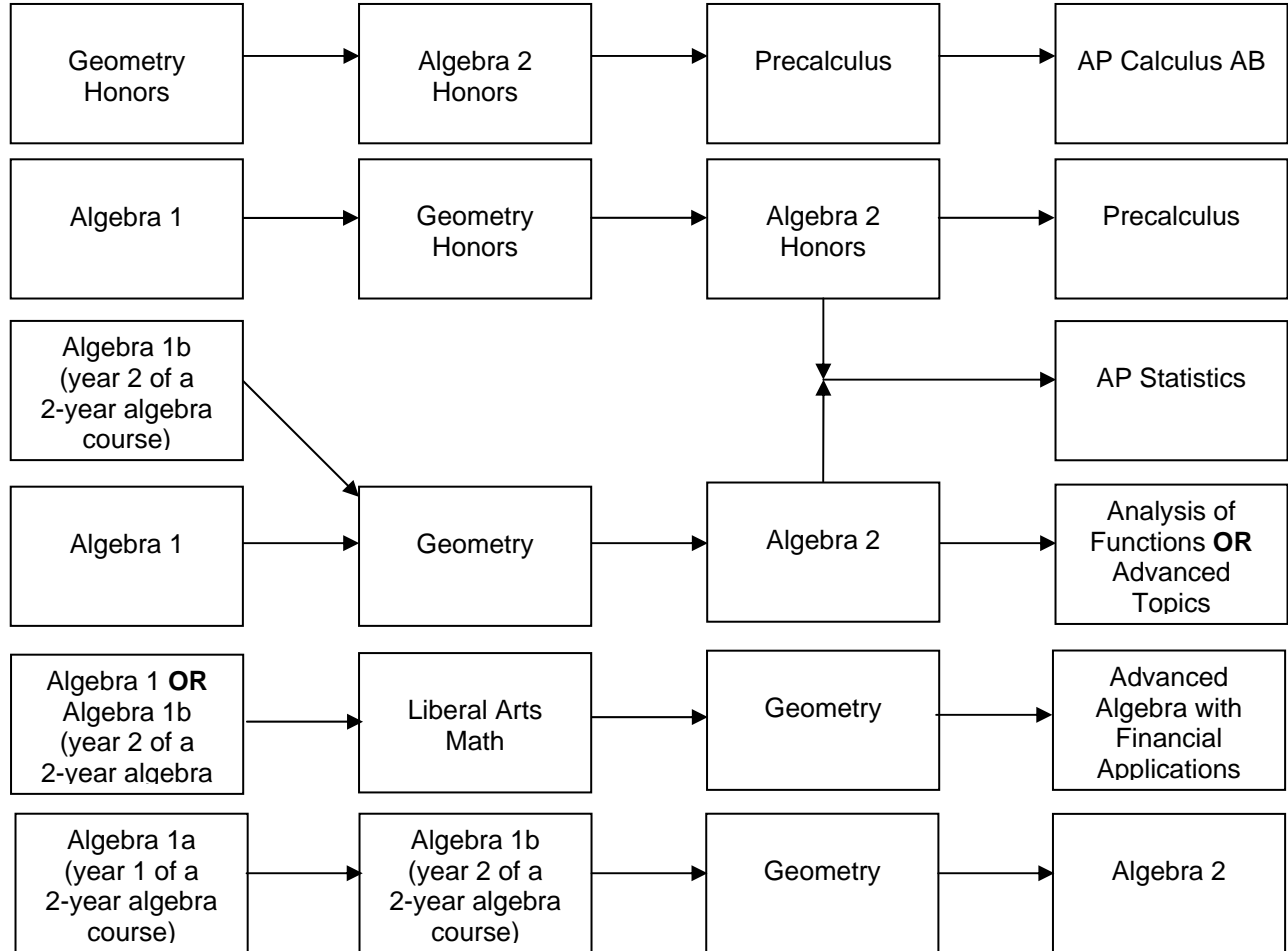 Geometry
Honors
Algebra 2
Honors
Precalculus
AP Calculus AB
Algebra 1
Geometry
Honors
Algebra 2
Honors
Precalculus
Algebra 1b
(year 2 of a
2-year algebra
course)
AP Statistics
Algebra 1
Geometry
Algebra 2
Analysis of
Functions OR
Advanced
Topics
Algebra 1 OR
Algebra 1b
(year 2 of a
2-year algebra
Liberal Arts
Math
Geometry
Advanced
Algebra with
Financial
Applications
Algebra 1a
(year 1 of a
2-year algebra
course)
Algebra 1b
(year 2 of a
2-year algebra
course)
Geometry
Algebra 2